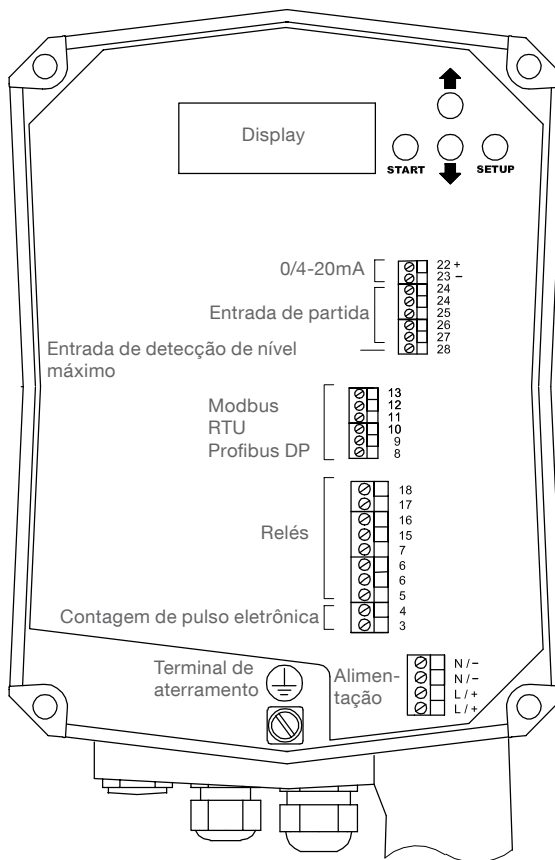 Display
START
SETUP
0/4-20mA
22 +
23 –
24
Entrada de partida
24
25
26
27
Entrada de detecção de nível
máximo
28
Modbus
RTU
Profibus DP
13
12
11
10
9
8
Relés
18
17
16
15
7
6
6
5
Contagem de pulso eletrônica
4
3
Terminal de
aterramento
Alimen-
tação
N / –
N / –
L / +
L / +